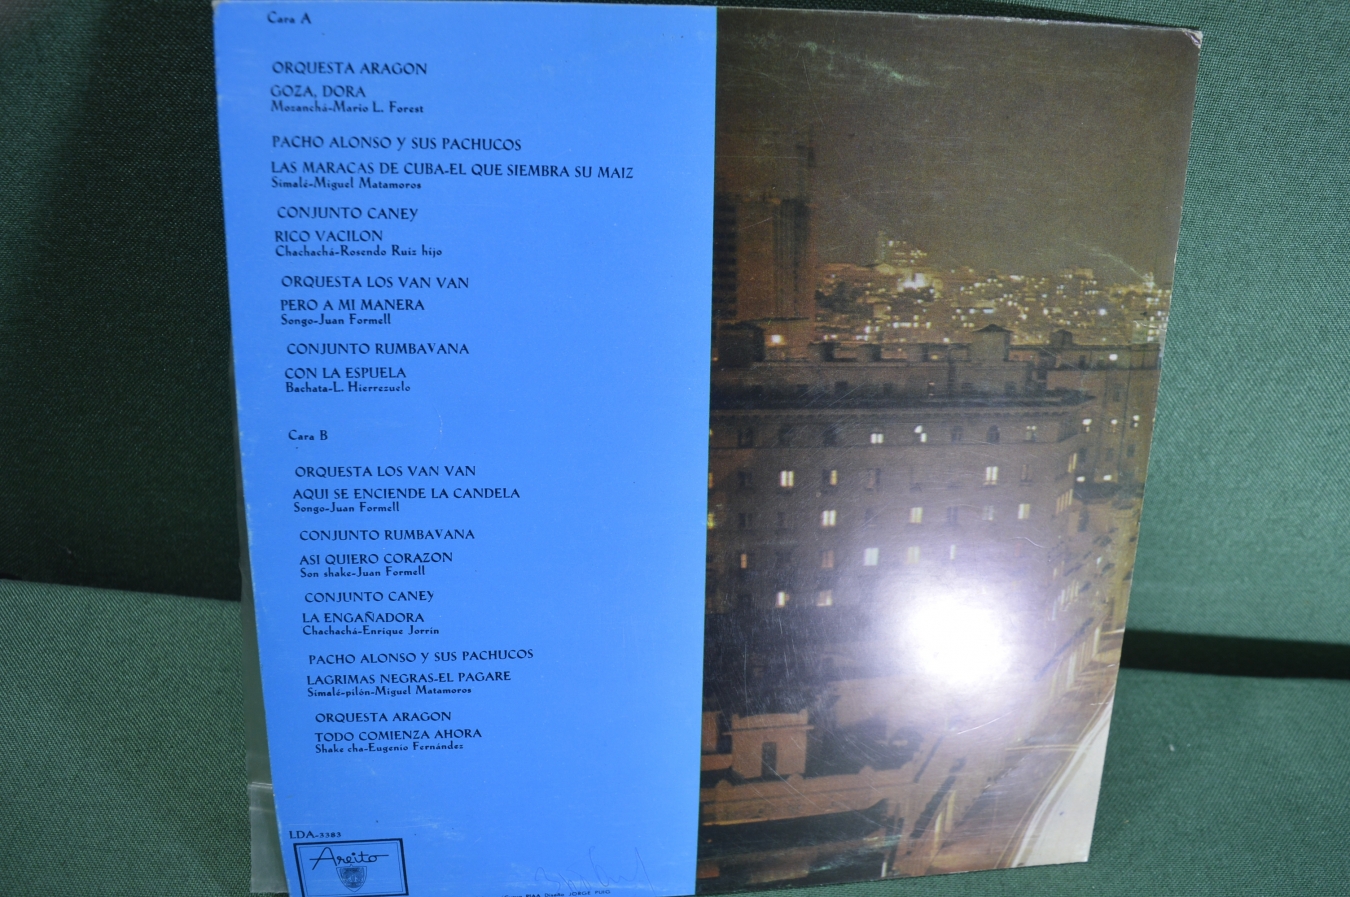 Cara A
ORQUESTA ARAGON
GOZA, DORA
Mozanchá-Mario L. Forest
PACHO ALONSO Y SUS PACHUCOS
LAS MARACAS DE CUBA-EL QUE SIEMBRA SU MAIZ
Simalé-Miguel Matamoros
CONJUNTO CANEY
RICO VACILON
Chachachá-Rosendo Ruiz hijo
ORQUESTA LOS VAN VAN
PERO A MI MANERA
Songo-Juan Formell
CONJUNTO RUMBAVANA
CON LA ESPUELA
Bachata-L. Hierrezuelo
Cara B
ORQUESTA LOS VAN VAN
AQUI SE ENCIENDE LA CANDELA
Songo-Juan Formell
CONJUNTO RUMBAVANA
ASI QUIERO CORAZON
Son shake-Juan Formell
CONJUNTO CANEY
LA ENGAÑADORA
Chachachá-Enrique Jorrín
PACHO ALONSO Y SUS PACHUCOS
LAGRIMAS NEGRAS-EL PAGARE
Simalé-pilón-Miguel Matamoros
ORQUESTA ARAGON
TODO COMIENZA AHORA
Shake cha-Eugenio Fernández
LDA-3383
Areito
Diseño JORGE